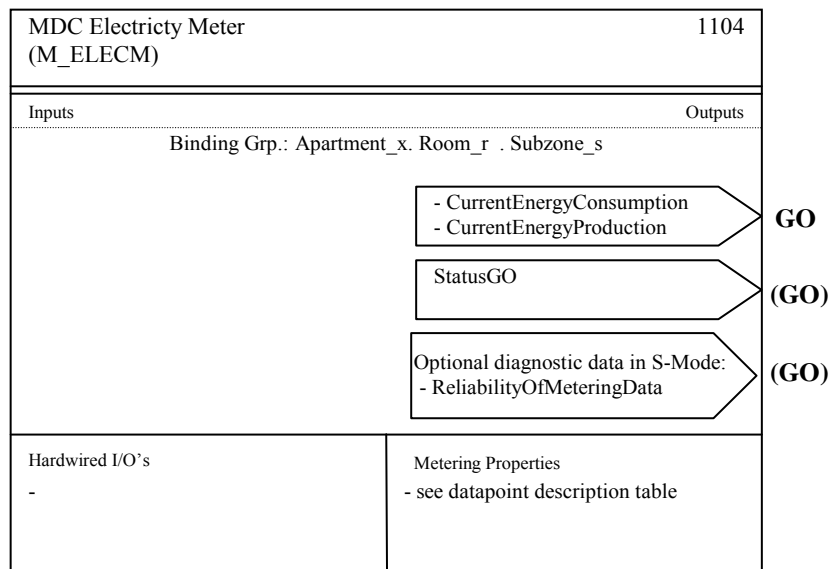 MDC Electricty Meter 1104
(M_ELECM)
Inputs Outputs
Binding Grp.: Apartment_x. Room_r . Subzone_s
- CurrentEnergyConsumption
- CurrentEnergyProduction
GO
StatusGO
(GO)
Optional diagnostic data in S-Mode:
- ReliabilityOfMeteringData
(GO)
Hardwired I/O’s
-
Metering Properties
- see datapoint description table